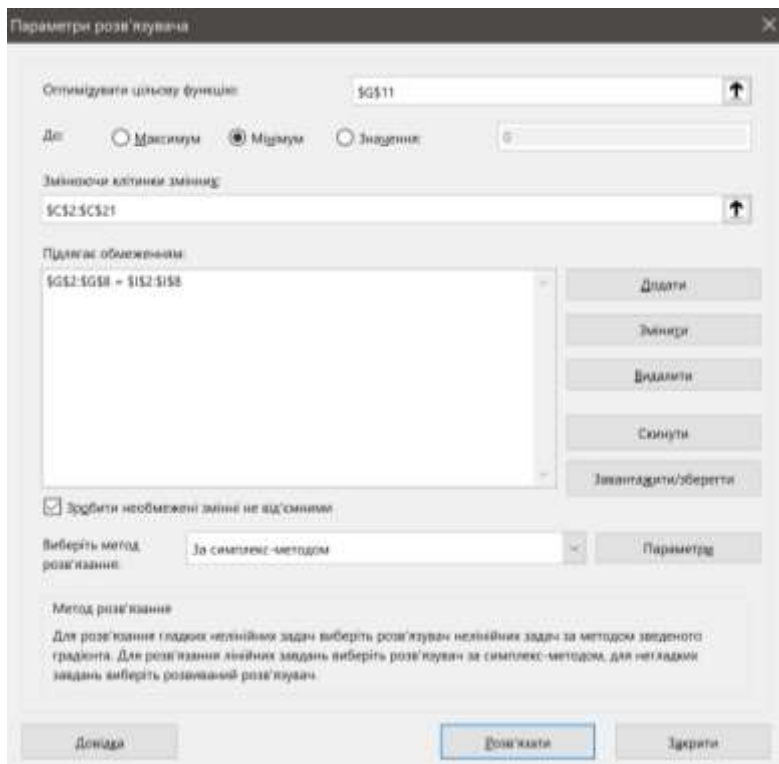 Параметри розв'язувача
Оптимізувати цільову функцію:
$G$11
До:
Максимум
Мінімум
Значення:
0
Змінюючи клітинки змінних:
$C$2:$C$21
Підлягає обмеженням:
$G$2:$G$8 = $I$2:$I$8
Додати
Змінити
Видалити
Скинути
Завантажити/зберегти
Зробити необмежені змінні не від'ємними
Виберіть метод
розв'язання:
За симплекс-методом
Параметри
Метод розв'язання
Для розв'язання гладких нелінійних задач виберіть розв'язувач нелінійних задач за методом зведеного
градієнта. Для розв'язання лінійних завдань виберіть розв'язувач за симплекс-методом, для негладких
завдань виберіть розвиваний розв'язувач.
Довідка
Розв'язати
Закрити